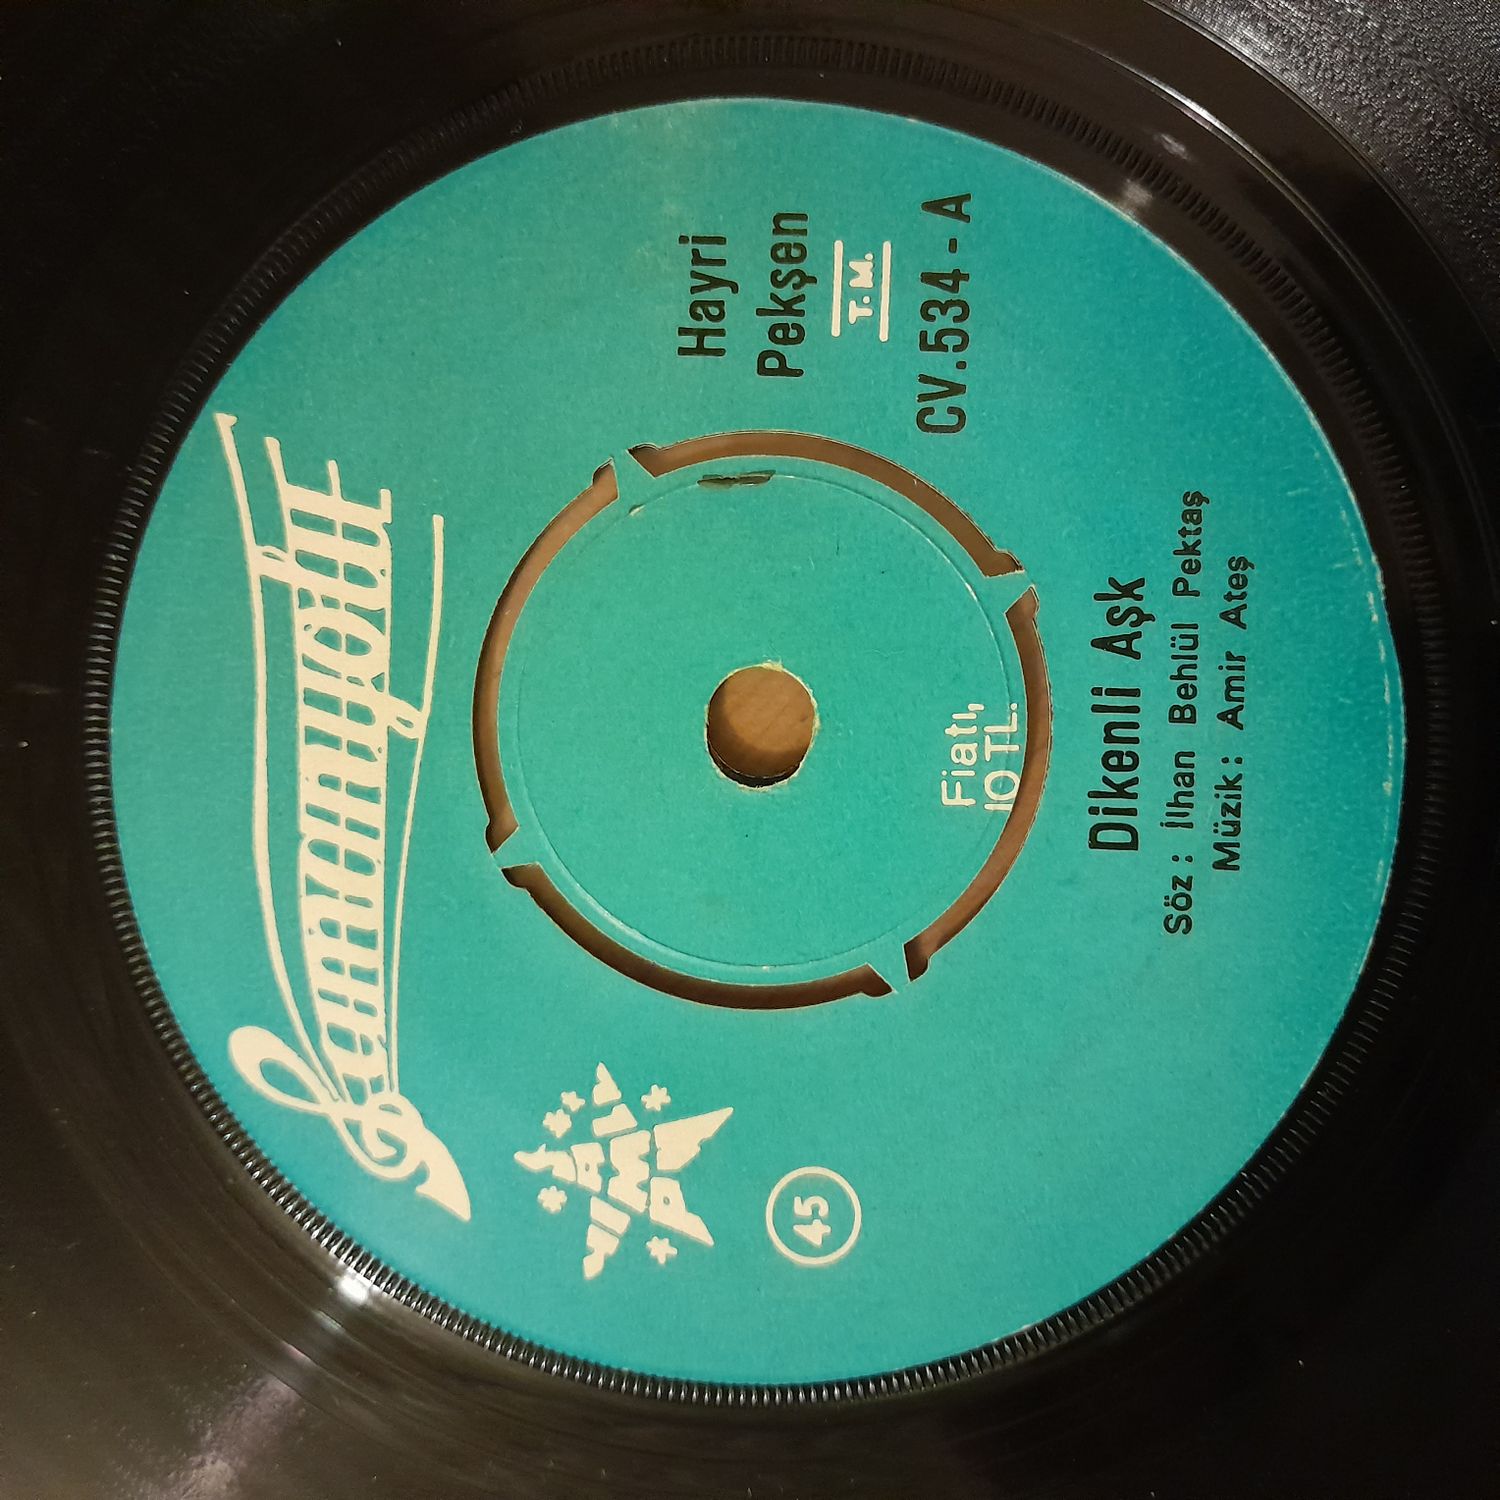 Hayri
Pekşen
T.M.
CV.534-A
45
Fiatı,
10 TL.
Dikenli Aşk
Söz: İlhan Behlül Pektaş
Müzik: Amir Ateş